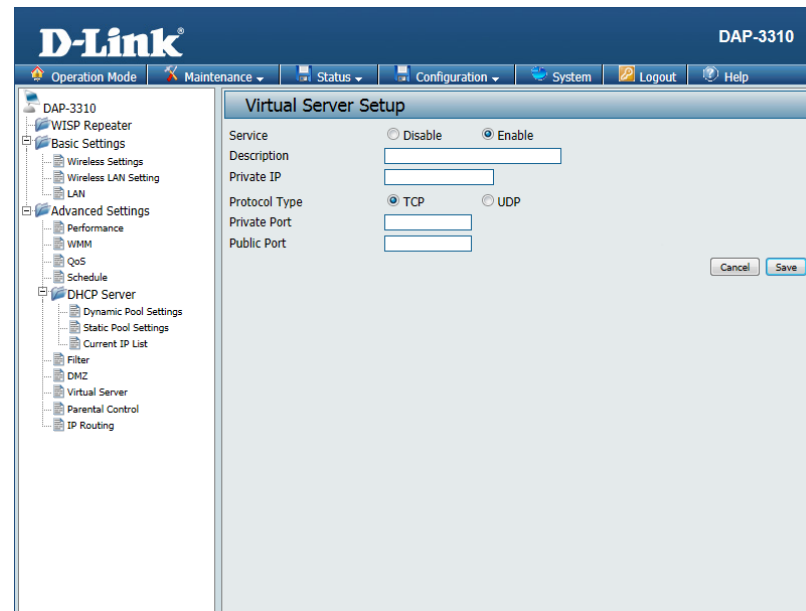 D-Link®
DAP-3310
Operation Mode Maintenance Status Configuration System Logout Help
DAP-3310
WISP Repeater
Basic Settings
Wireless Settings
Wireless LAN Setting
LAN
Advanced Settings
Performance
WMM
QoS
Schedule
DHCP Server
Dynamic Pool Settings
Static Pool Settings
Current IP List
Filter
DMZ
Virtual Server
Parental Control
IP Routing
Virtual Server Setup
Service Disable Enable
Description
Private IP
Protocol Type TCP UDP
Private Port
Public Port
Cancel Save